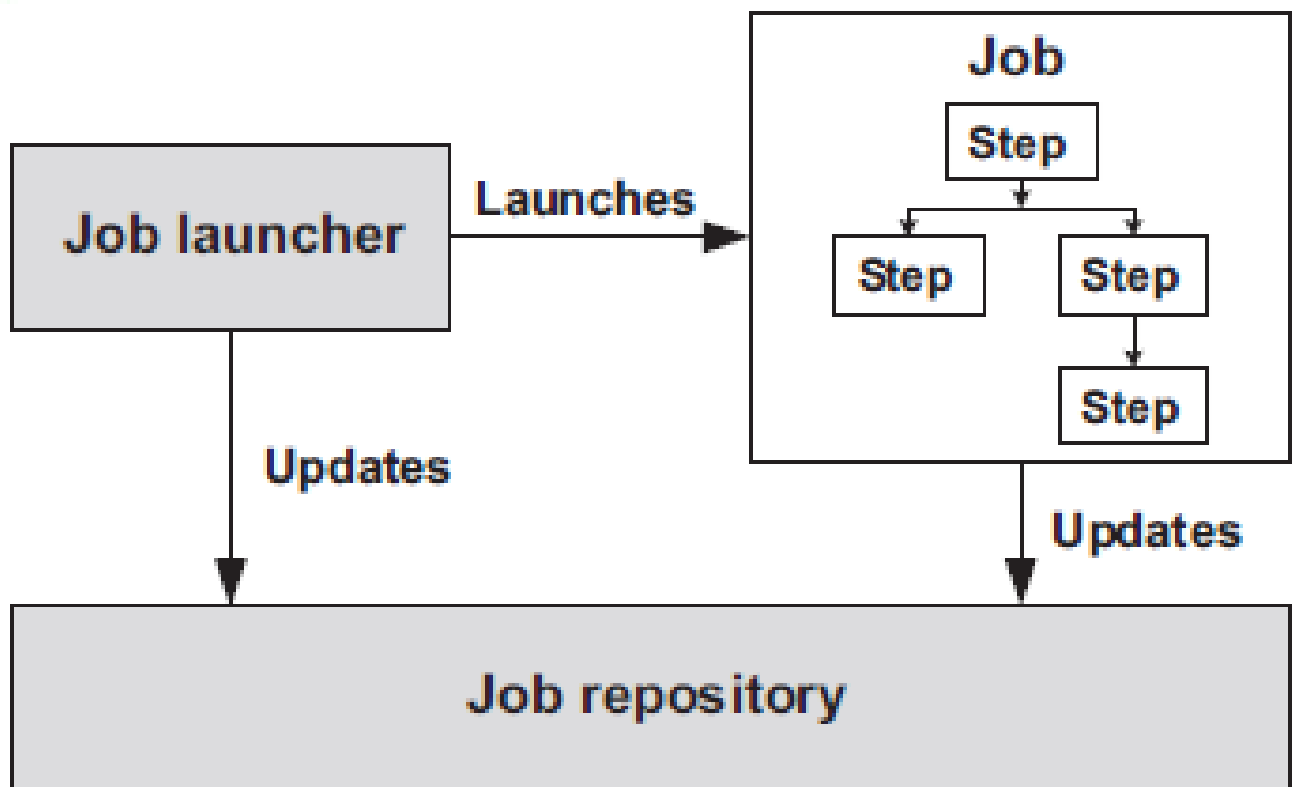 Job
Step
Job launcher
Launches
Step
Step
Step
Updates
Updates
Job repository